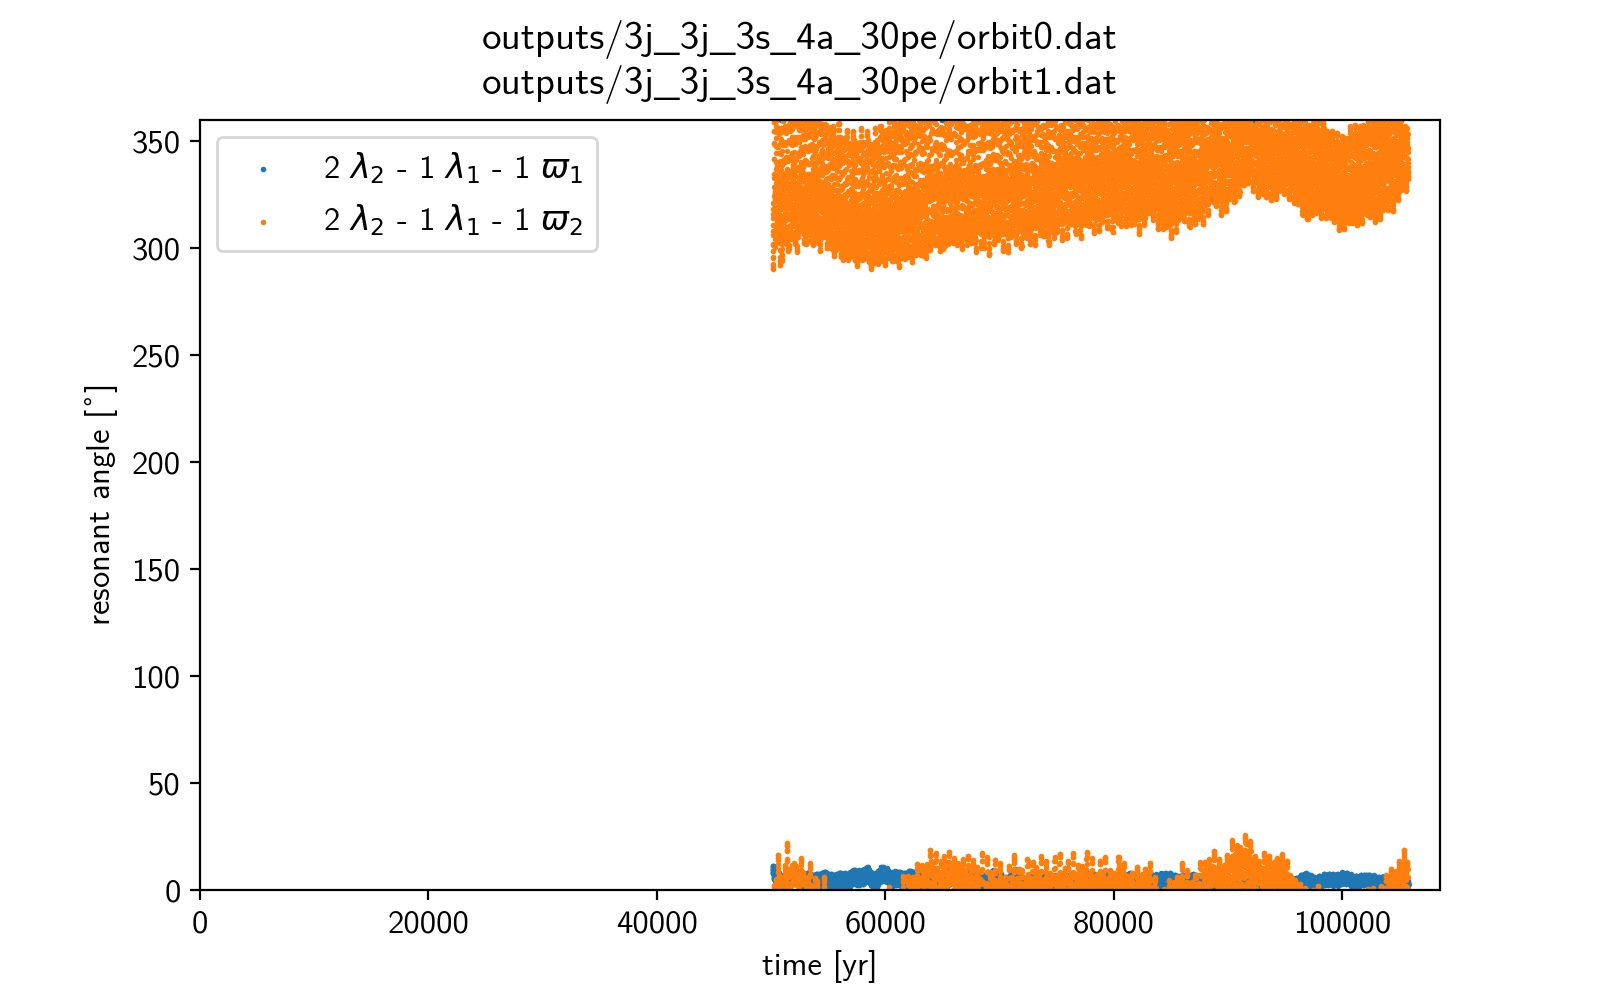 outputs/3j_3j_3s_4a_30pe/orbit0.dat
outputs/3j_3j_3s_4a_30pe/orbit1.dat
2 λ₂ - 1 λ₁ - 1 ϖ₁
2 λ₂ - 1 λ₁ - 1 ϖ₂
350
300
250
200
150
100
50
0
resonant angle [°]
0 20000 40000 60000 80000 100000
time [yr]